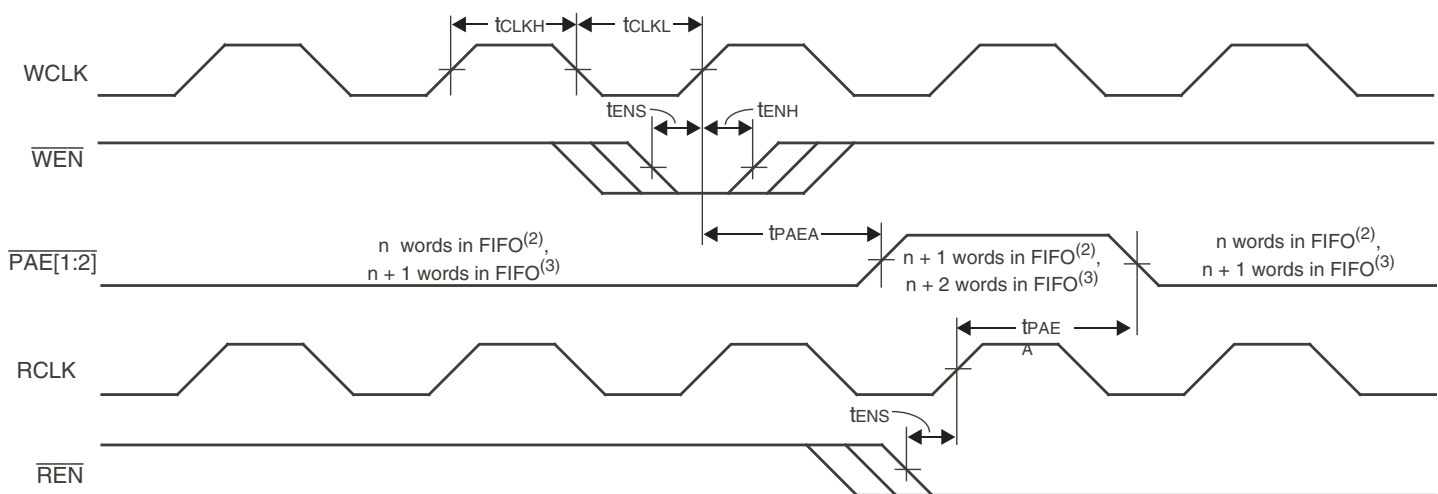 tCLKH tCLKL
WCLK
tENS tENH
WEN
tPAEA
PAE[1:2]
n words in FIFO(2),
n + 1 words in FIFO(3)
n + 1 words in FIFO(2),
n + 2 words in FIFO(3)
n words in FIFO(2),
n + 1 words in FIFO(3)
tPAE
A
RCLK
tENS
REN